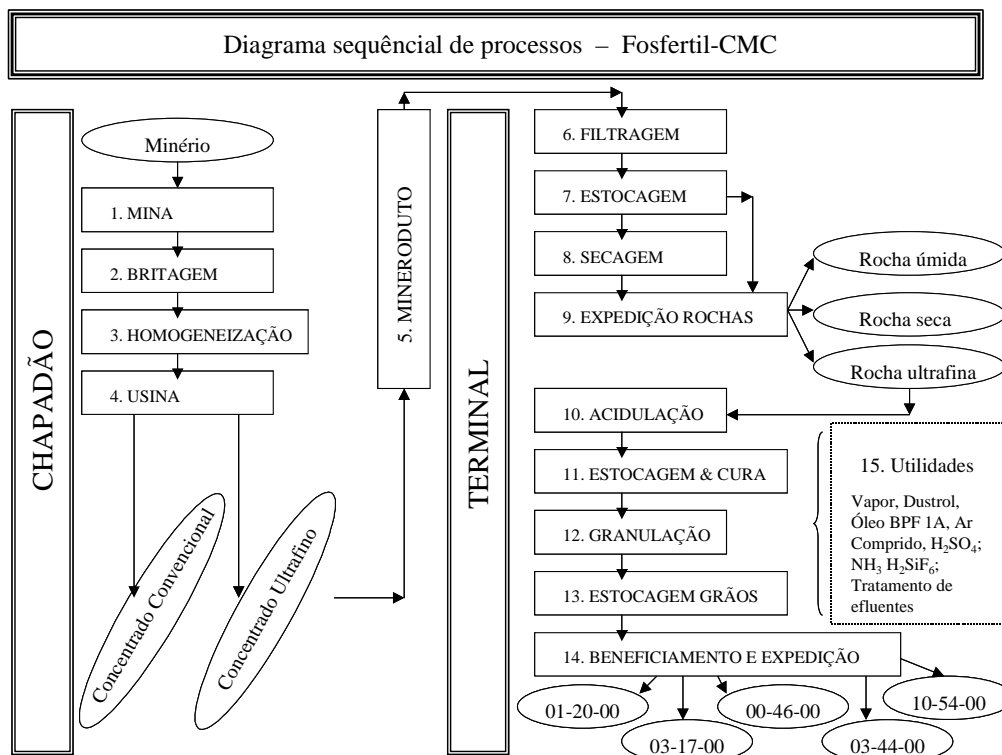 Diagrama sequêncial de processos – Fosfertil-CMC
CHAPADÃO
Minério
1. MINA
2. BRITAGEM
3. HOMOGENEIZAÇÃO
4. USINA
Concentrado Convencional
Concentrado Ultrafino
5. MINERODUTO
TERMINAL
6. FILTRAGEM
7. ESTOCAGEM
8. SECAGEM
9. EXPEDIÇÃO ROCHAS
Rocha úmida
Rocha seca
Rocha ultrafina
10. ACIDULAÇÃO
11. ESTOCAGEM & CURA
12. GRANULAÇÃO
13. ESTOCAGEM GRÃOS
14. BENEFICIAMENTO E EXPEDIÇÃO
15. Utilidades
Vapor, Dustrol,
Óleo BPF 1A, Ar
Comprido, H₂SO₄;
NH₃ H₂SiF₆;
Tratamento de
efluentes
01-20-00
03-17-00
00-46-00
03-44-00
10-54-00